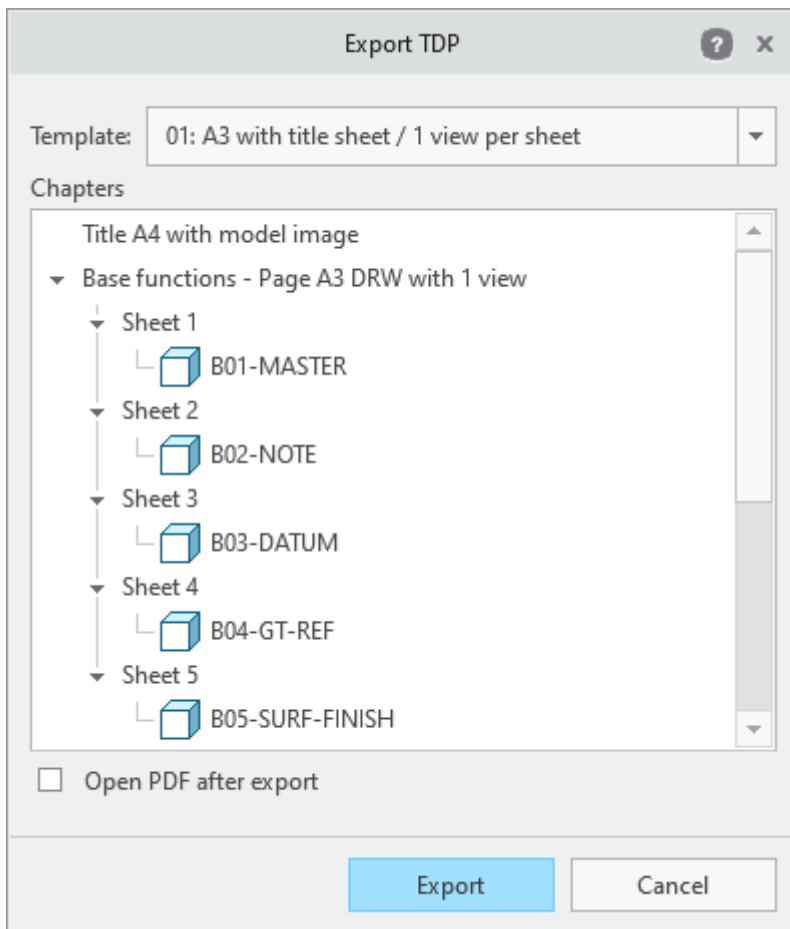 Export TDP
Template: 01: A3 with title sheet / 1 view per sheet
Chapters
Title A4 with model image
Base functions - Page A3 DRW with 1 view
Sheet 1
B01-MASTER
Sheet 2
B02-NOTE
Sheet 3
B03-DATUM
Sheet 4
B04-GT-REF
Sheet 5
B05-SURF-FINISH
Open PDF after export
Export Cancel